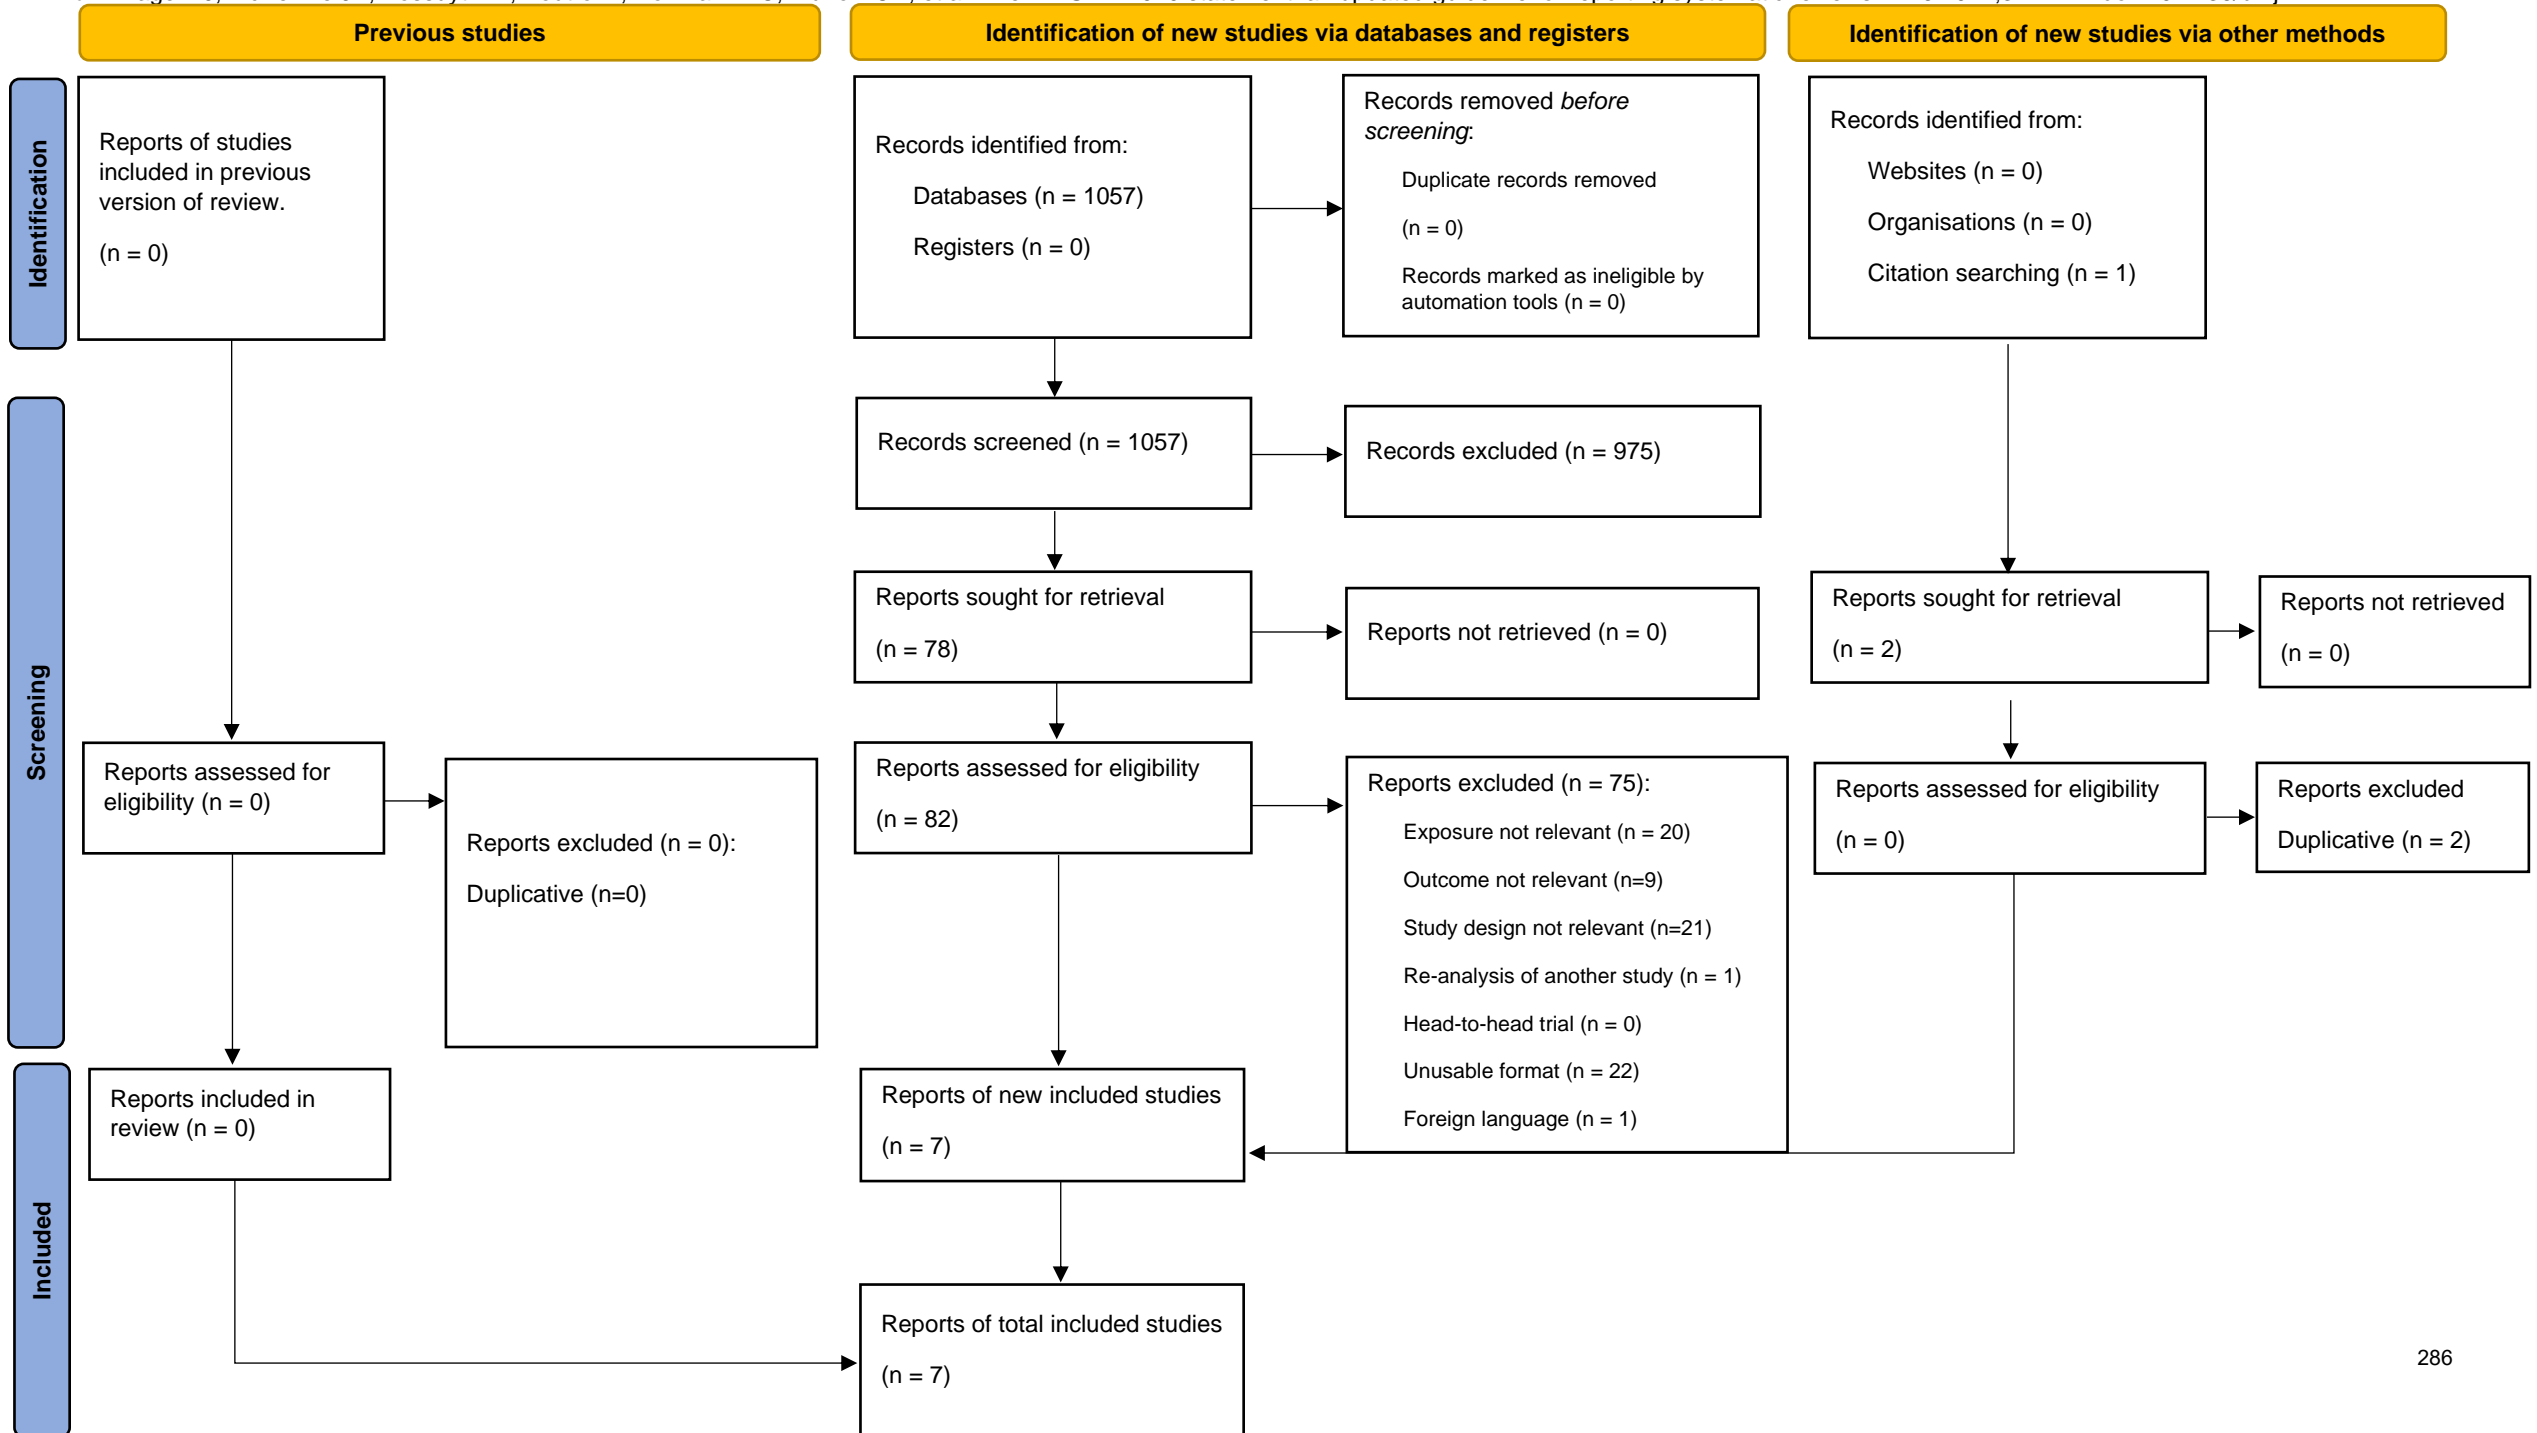 Previous studies
Identification of new studies via databases and registers
Identification of new studies via other methods
Identification
Reports of studies
included in previous
version of review.
(n = 0)
Records identified from:
Databases (n = 1057)
Registers (n = 0)
Records removed before
screening:
Duplicate records removed
(n = 0)
Records marked as ineligible by
automation tools (n = 0)
Records identified from:
Websites (n = 0)
Organisations (n = 0)
Citation searching (n = 1)
Screening
Records screened (n = 1057)
Records excluded (n = 975)
Reports sought for retrieval
(n = 78)
Reports not retrieved (n = 0)
Reports sought for retrieval
(n = 2)
Reports not retrieved
(n = 0)
Reports assessed for
eligibility (n = 0)
Reports excluded (n = 0):
Duplicative (n=0)
Reports assessed for eligibility
(n = 82)
Reports excluded (n = 75):
Exposure not relevant (n = 20)
Outcome not relevant (n=9)
Study design not relevant (n=21)
Re-analysis of another study (n = 1)
Head-to-head trial (n = 0)
Unusable format (n = 22)
Foreign language (n = 1)
Reports assessed for eligibility
(n = 0)
Reports excluded
Duplicative (n = 2)
Included
Reports included in
review (n = 0)
Reports of new included studies
(n = 7)
Reports of total included studies
(n = 7)
286